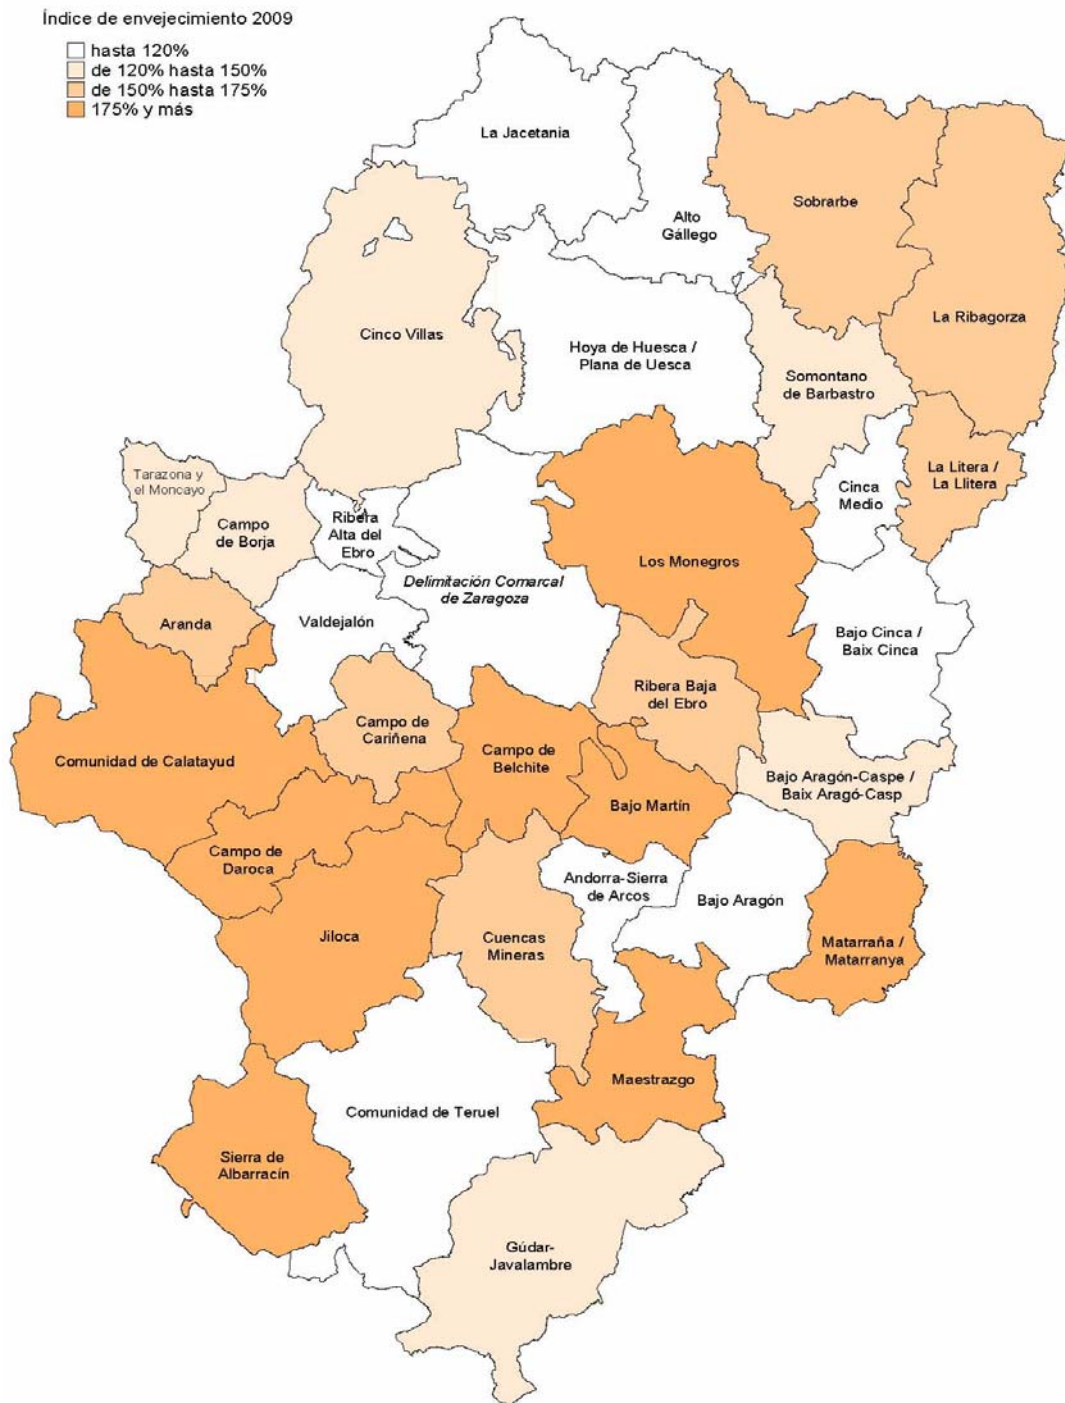 Índice de envejecimiento 2009
hasta 120%
de 120% hasta 150%
de 150% hasta 175%
175% y más
La Jacetania
Alto
Gállego
Sobrarbe
La Ribagorza
Cinco Villas
Hoya de Huesca /
Plana de Uesca
Somontano
de Barbastro
La Litera /
La Llitera
Cinca
Medio
Tarazona y
el Moncayo
Campo
de Borja
Ribera
Alta del
Ebro
Delimitación Comarcal
de Zaragoza
Los Monegros
Aranda
Valdejalón
Bajo Cinca /
Baix Cinca
Ribera Baja
del Ebro
Campo de
Cariñena
Comunidad de Calatayud
Campo de
Belchite
Bajo Martín
Bajo Aragón-Caspe /
Baix Aragó-Casp
Campo de
Daroca
Andorra-Sierra
de Arcos
Bajo Aragón
Jiloca
Cuencas
Mineras
Matarraña /
Matarranya
Maestrazgo
Comunidad de Teruel
Sierra de
Albarracín
Gúdar-
Javalambre